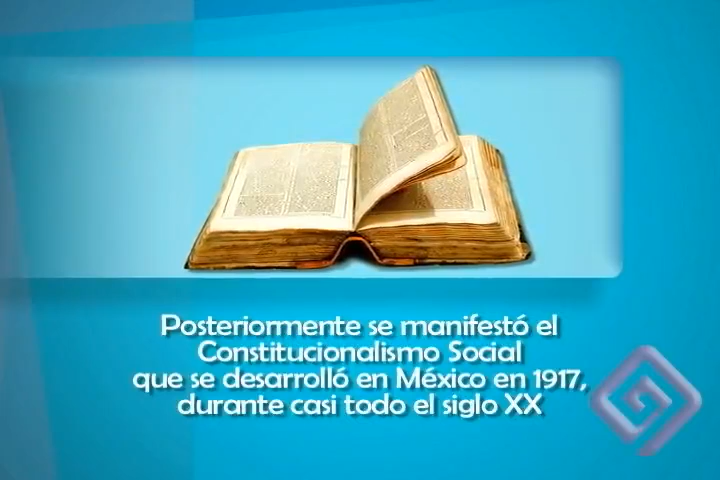 Posteriormente se manifestó el
Constitucionalismo Social
que se desarrolló en México en 1917,
durante casi todo el siglo XX